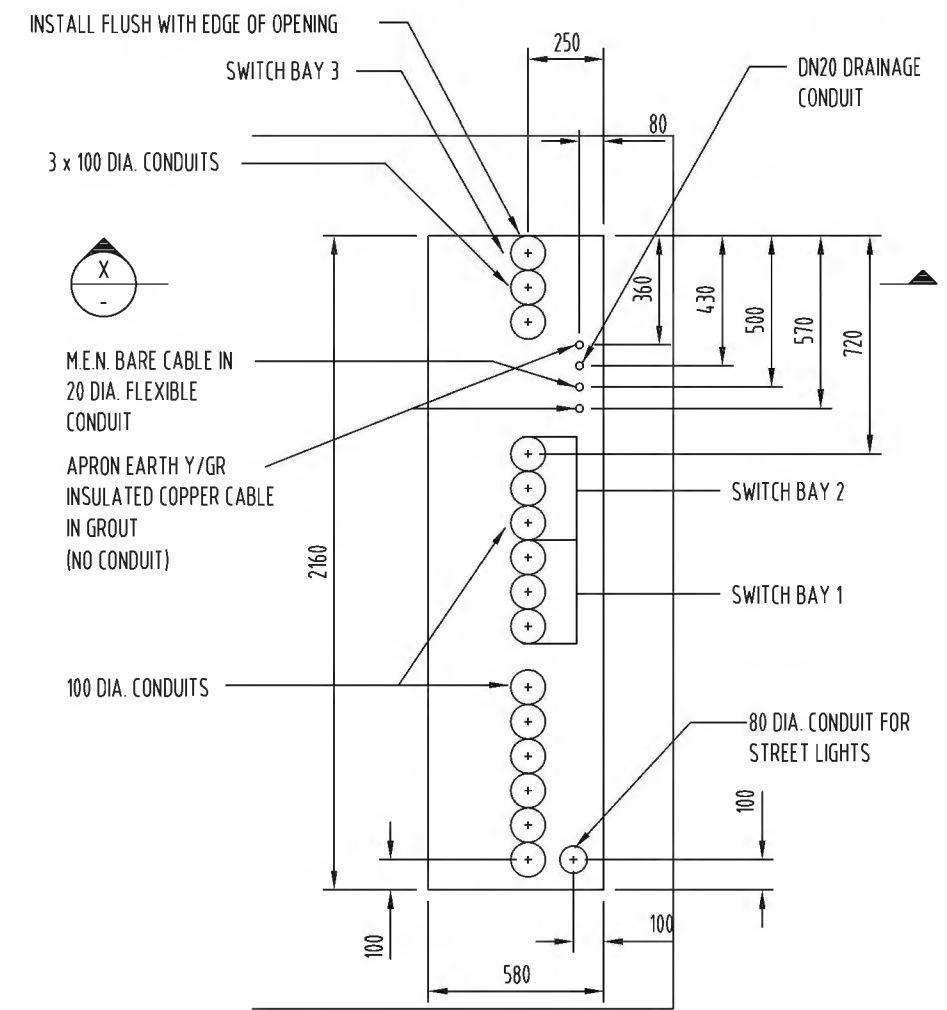 INSTALL FLUSH WITH EDGE OF OPENING
250
SWITCH BAY 3
DN20 DRAINAGE
CONDUIT
80
3 x 100 DIA. CONDUITS
X
-
360
430
500
570
720
M.E.N. BARE CABLE IN
20 DIA. FLEXIBLE
CONDUIT
APRON EARTH Y/GR
INSULATED COPPER CABLE
IN GROUT
(NO CONDUIT)
2160
SWITCH BAY 2
SWITCH BAY 1
100 DIA. CONDUITS
80 DIA. CONDUIT FOR
STREET LIGHTS
100
100
100
580